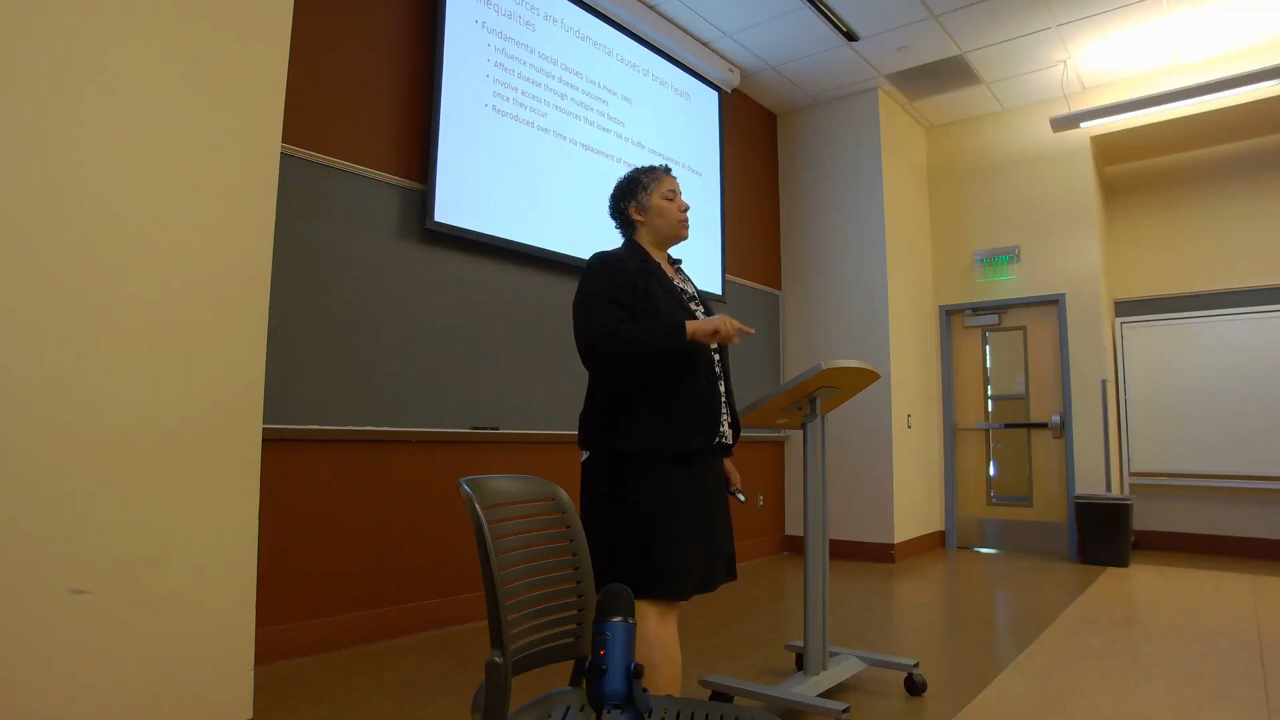 orces are fundamental causes of brain health
inequalities
• Fundamental social causes (Link & Phelan, 1995)
• Influence multiple disease outcomes
• Affect disease through multiple risk factors
• involve access to resources that lower risk or buffer consequences of disease
once they occur
• Reproduced over time via replacement of